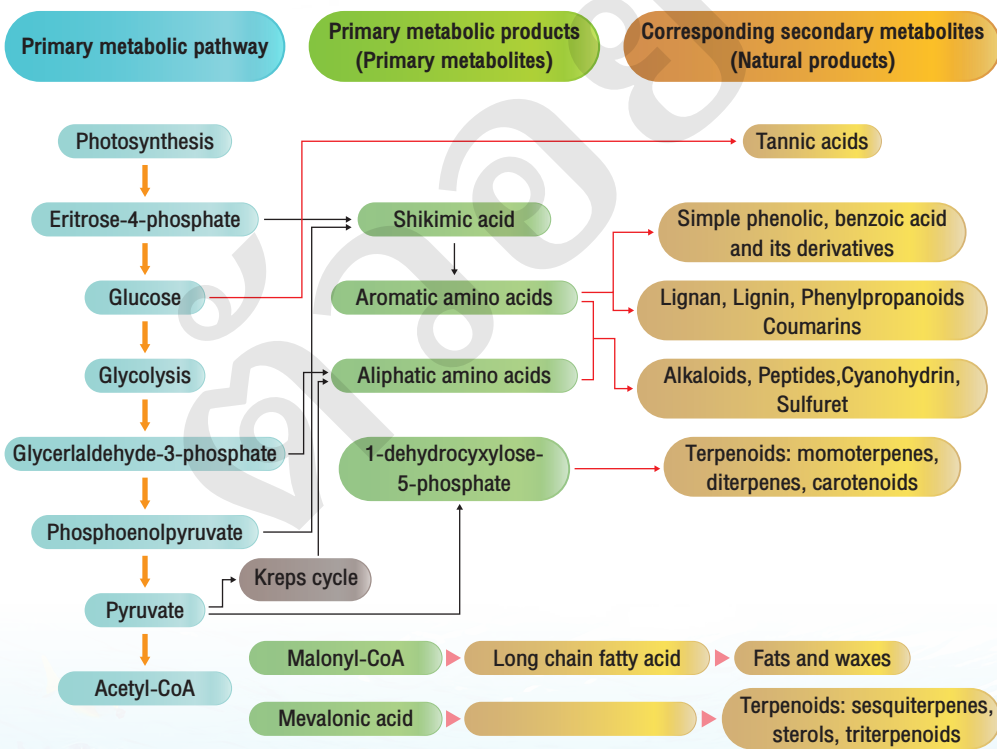 Primary metabolic pathway
Primary metabolic products
(Primary metabolites)
Corresponding secondary metabolites
(Natural products)
Photosynthesis
Tannic acids
Eritrose-4-phosphate
Shikimic acid
Simple phenolic, benzoic acid
and its derivatives
Glucose
Aromatic amino acids
Lignan, Lignin, Phenylpropanoids
Coumarins
Glycolysis
Aliphatic amino acids
Alkaloids, Peptides,Cyanohydrin,
Sulfuret
Glycerlaldehyde-3-phosphate
1-dehydrocyxylose-
5-phosphate
Terpenoids: momoterpenes,
diterpenes, carotenoids
Phosphoenolpyruvate
Kreps cycle
Pyruvate
Malonyl-CoA
Long chain fatty acid
Fats and waxes
Acetyl-CoA
Mevalonic acid
Terpenoids: sesquiterpenes,
sterols, triterpenoids